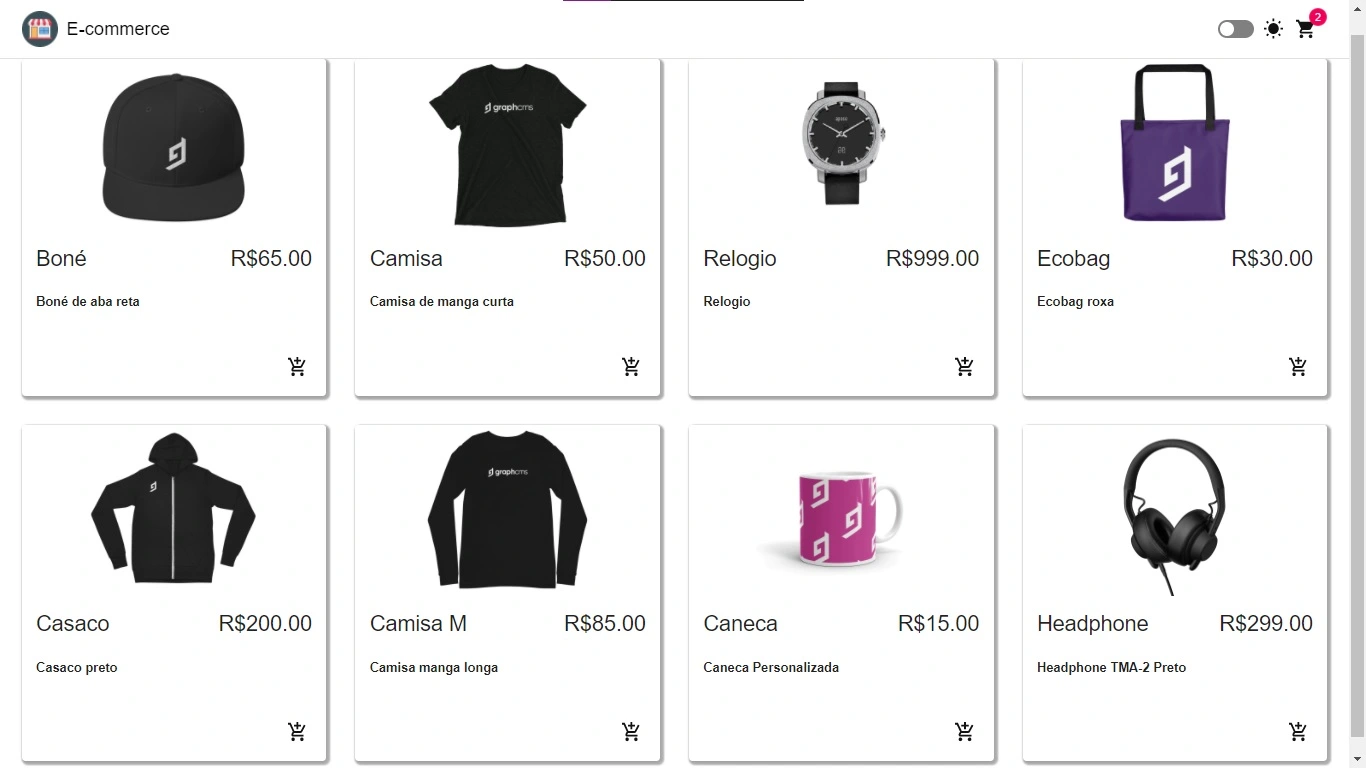 E-commerce
2
graphcms
Boné R$65.00
Camisa R$50.00
Relogio R$999.00
Ecobag R$30.00
Boné de aba reta
Camisa de manga curta
Relogio
Ecobag roxa
graphcms
Casaco R$200.00
Camisa M R$85.00
Caneca R$15.00
Headphone R$299.00
Casaco preto
Camisa manga longa
Caneca Personalizada
Headphone TMA-2 Preto